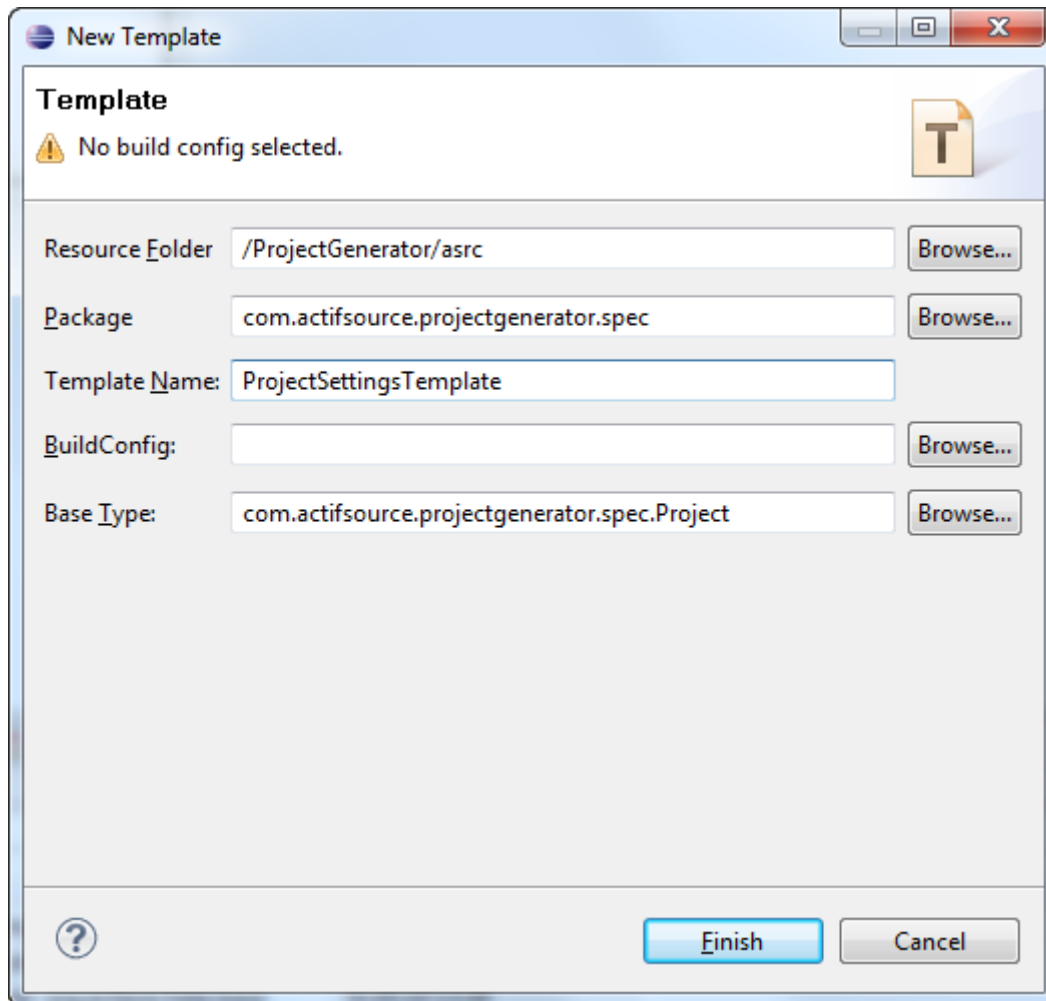 New Template
Template
No build config selected.
T
Resource Folder /ProjectGenerator/asrc Browse...
Package com.actifsource.projectgenerator.spec Browse...
Template Name: ProjectSettingsTemplate
BuildConfig: Browse...
Base Type: com.actifsource.projectgenerator.spec.Project Browse...
? Finish Cancel